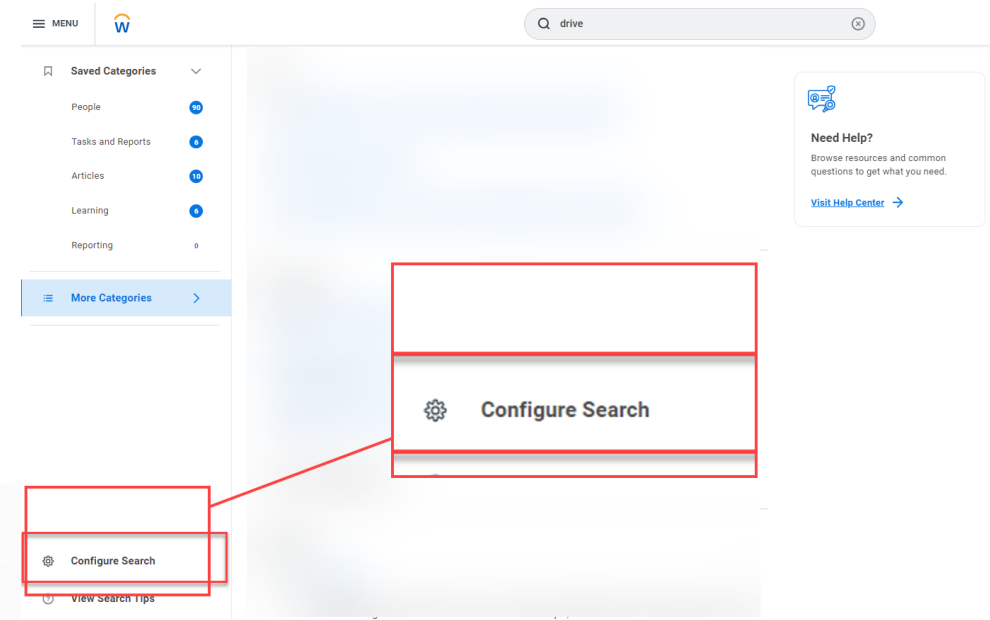 MENU
drive
Saved Categories
People
90
Tasks and Reports
6
Articles
10
Learning
6
Reporting
0
More Categories
Configure Search
View Search Tips
Configure Search
Need Help?
Browse resources and common
questions to get what you need.
Visit Help Center